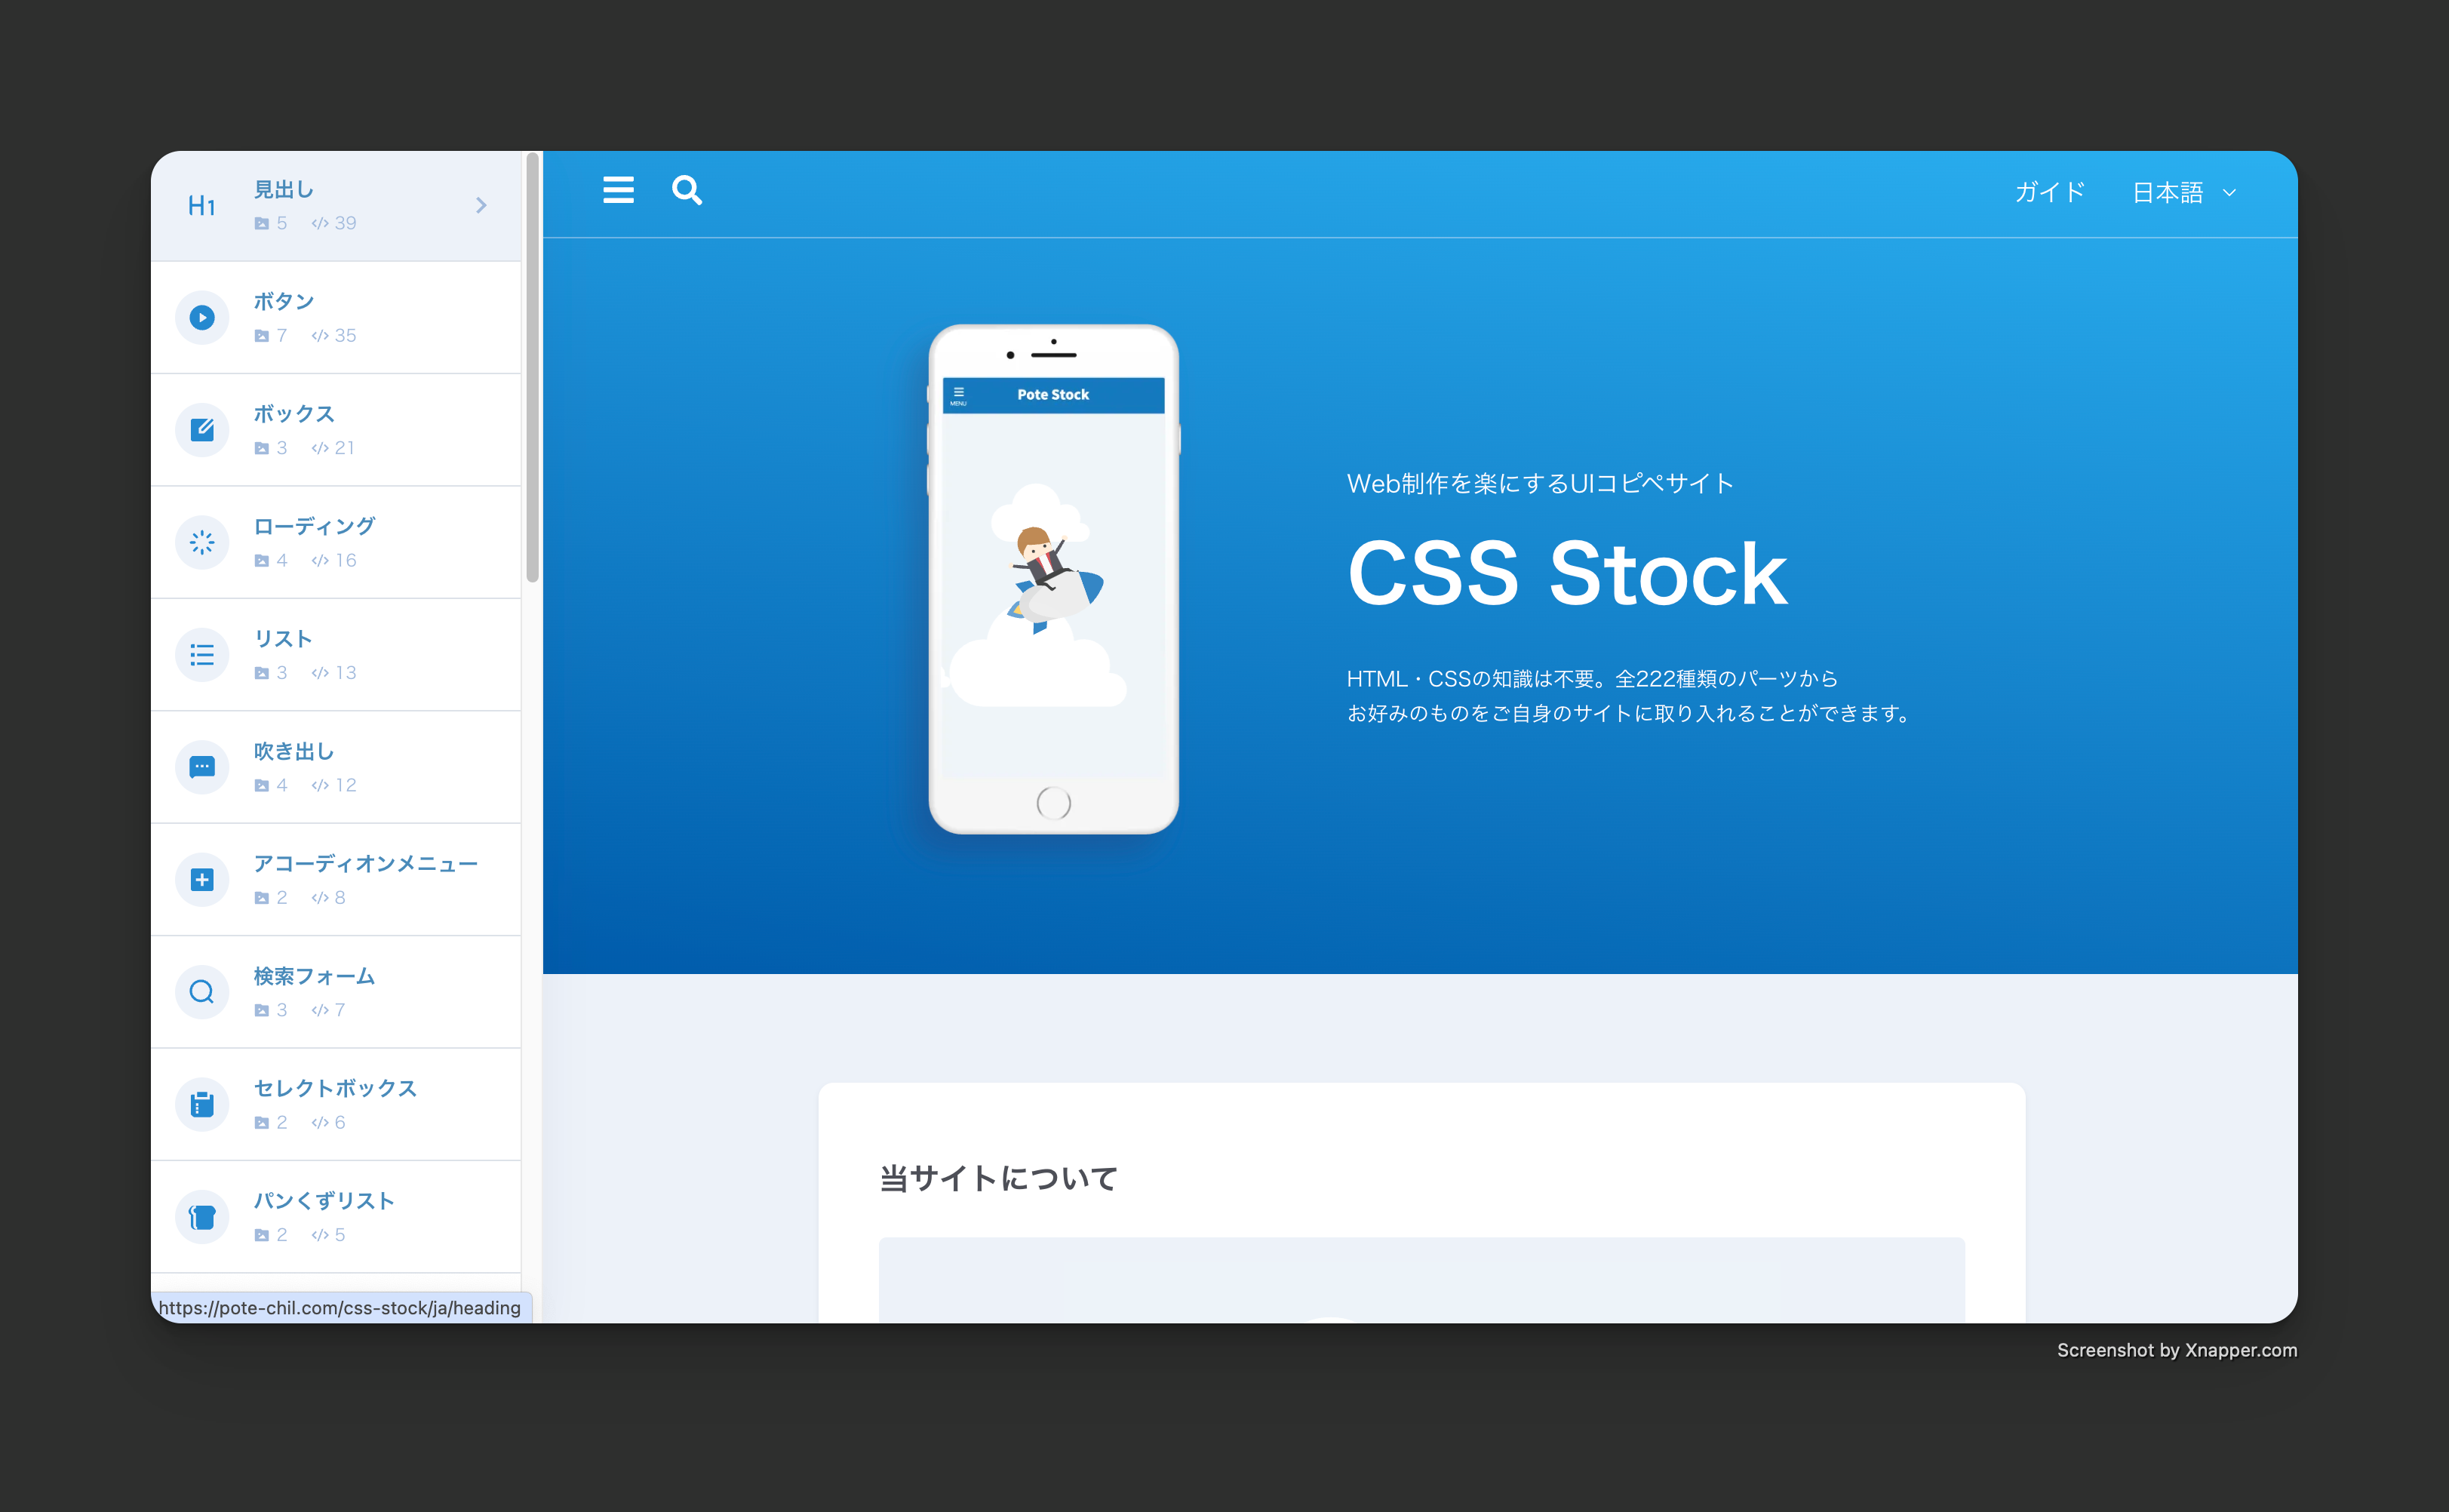 H1
見出し
5 </> 39
ボタン
7 </> 35
ボックス
3 </> 21
ローディング
4 </> 16
リスト
3 </> 13
吹き出し
4 </> 12
アコーディオンメニュー
2 </> 8
検索フォーム
3 </> 7
セレクトボックス
2 </> 6
パンくずリスト
2 </> 5
https://pote-chil.com/css-stock/ja/heading
ガイド 日本語
MENU
Pote Stock
Web制作を楽にするUIコピペサイト
CSS Stock
HTML・CSSの知識は不要。全222種類のパーツから
お好みのものをご自身のサイトに取り入れることができます。
当サイトについて
Screenshot by Xnapper.com